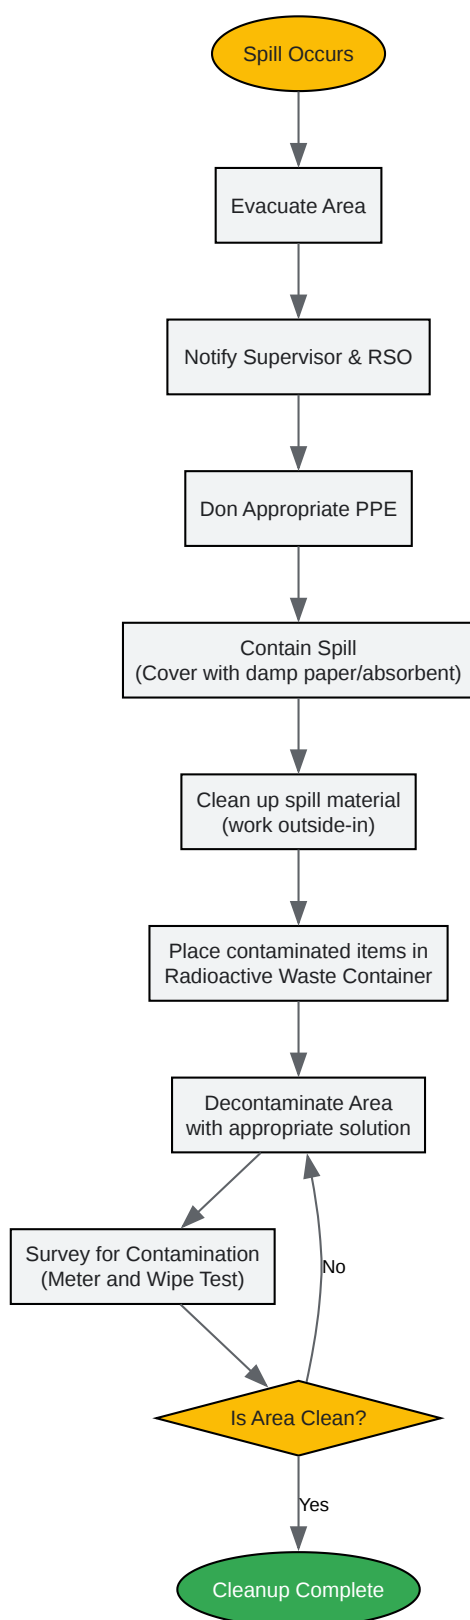 Spill Occurs
Evacuate Area
Notify Supervisor & RSO
Don Appropriate PPE
Contain Spill
(Cover with damp paper/absorbent)
Clean up spill material
(work outside-in)
Place contaminated items in
Radioactive Waste Container
Decontaminate Area
with appropriate solution
Survey for Contamination
(Meter and Wipe Test)
No
Is Area Clean?
Yes
Cleanup Complete